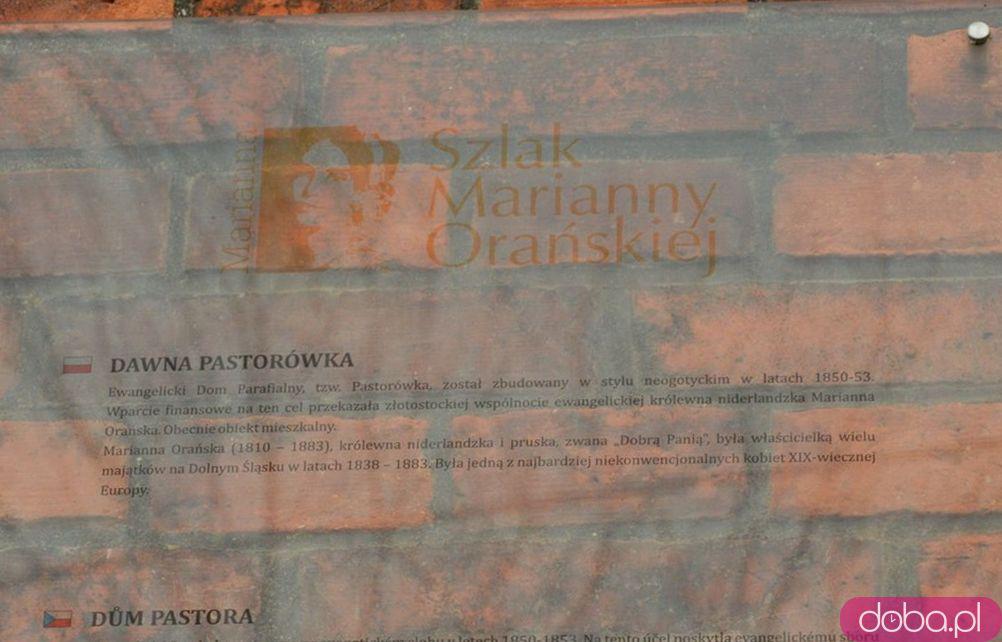 Marianna
Szlak
Marianny
Orańskiej
DAWNA PASTORÓWKA
Ewangelicki Dom Parafialny, tzw. Pastorówka, został zbudowany w stylu neogotyckim w latach 1850-53.
Wparcie finansowe na ten cel przekazała złotostockiej wspólnocie ewangelickiej królewna niderlandzka Marianna
Orańska. Obecnie obiekt mieszkalny.
Marianna Orańska (1810 – 1883), królewna niderlandzka i pruska, zwana „Dobrą Panią”, była właścicielką wielu
majątków na Dolnym Śląsku w latach 1838 – 1883. Była jedną z najbardziej niekonwencjonalnych kobiet XIX-wiecznej
Europy.
DŮM PASTORA
slohu v letech 1850-1853. Na tento účel poskytla evangelickému sboru
doba.pl